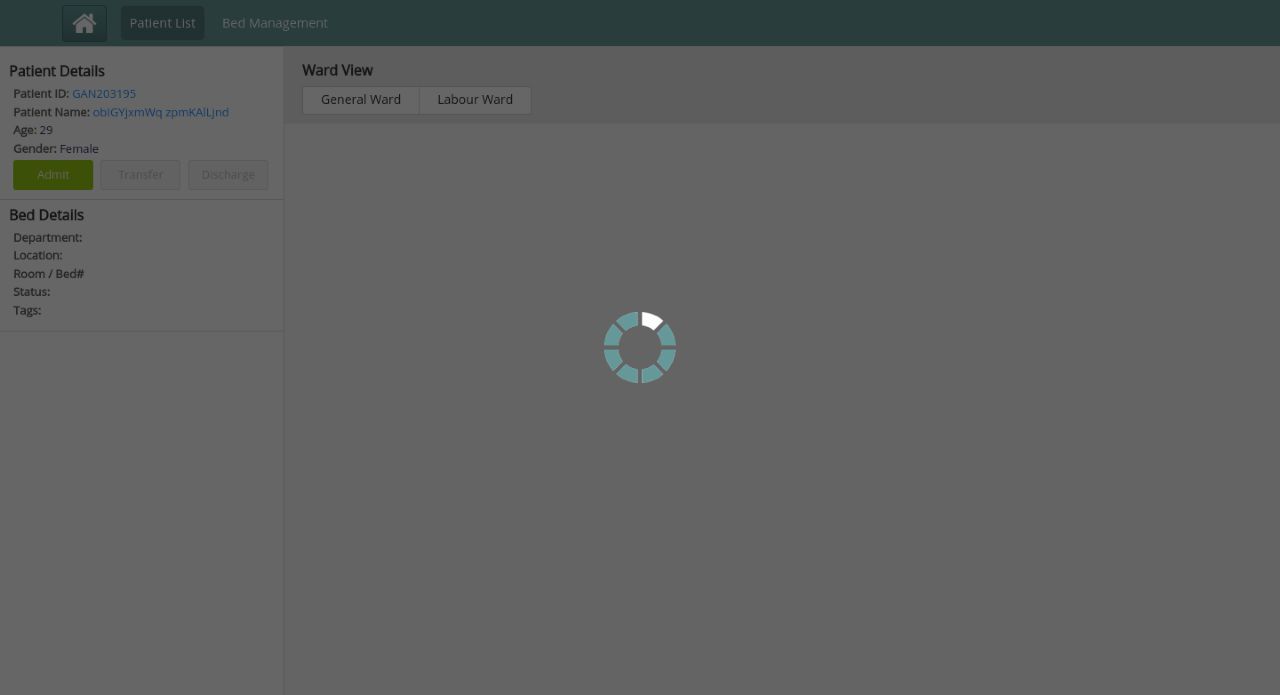 Patient List Bed Management
Patient Details
Patient ID: GAN203195
Patient Name: obiGYjxmWq zpmKAlLjnd
Age: 29
Gender: Female
Admit Transfer Discharge
Bed Details
Department:
Location:
Room / Bed#
Status:
Tags:
Ward View
General Ward Labour Ward